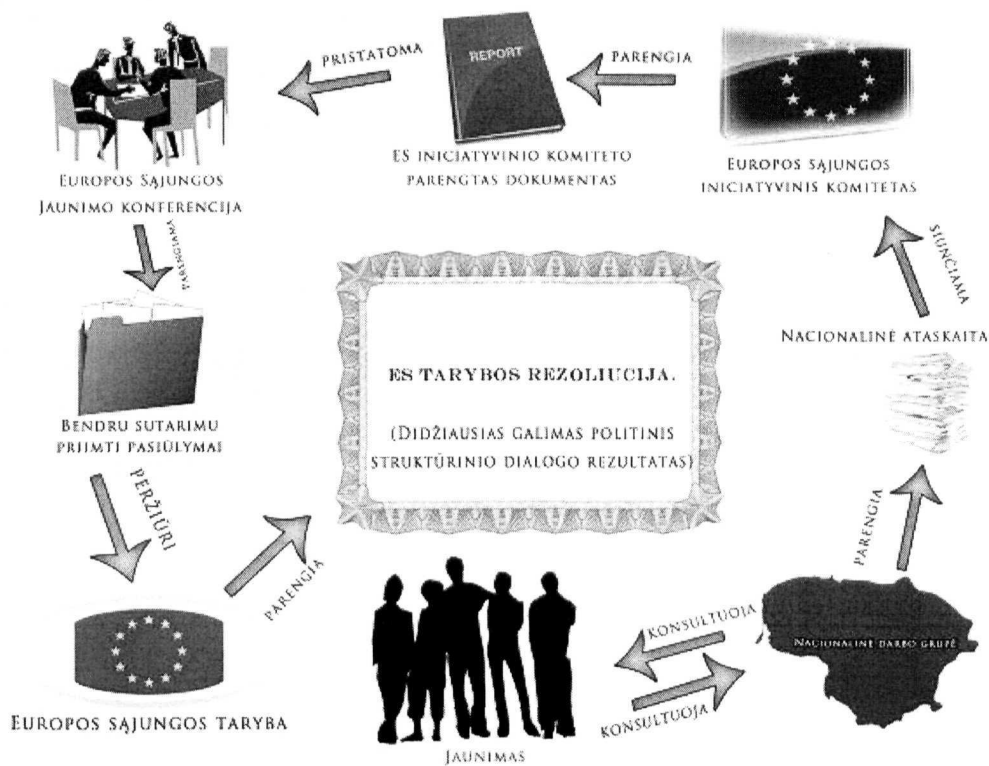 PRISTATOMA
REPORT
PARENGIA
ES INICIATYVINIO KOMITETO
PARENGTAS DOKUMENTAS
EUROPOS SĄJUNGOS
INICIATYVINIS KOMITETAS
EUROPOS SĄJUNGOS
JAUNIMO KONFERENCIJA
PARENGIAMA
SIUNČIAMA
NACIONALINĖ ATASKAITA
BENDRU SUTARIMU
PRIIMTI PASIŪLYMAI
ES TARYBOS REZOLIUCIJA.
(DIDŽIAUSIAS GALIMAS POLITINIS
STRUKTŪRINIO DIALOGO REZULTATAS)
PERŽIŪRI
PARENGIA
PARENGIA
EUROPOS SĄJUNGOS TARYBA
KONSULTUOJA
NACIONALINĖ DARBO GRUPĖ
KONSULTUOJA
JAUNIMAS